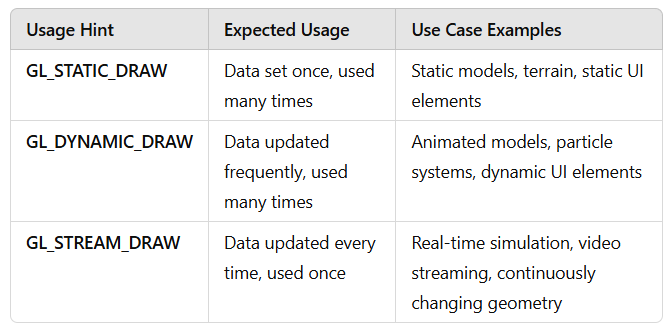 Usage Hint
Expected Usage
Use Case Examples
GL_STATIC_DRAW
Data set once, used
many times
Static models, terrain, static UI
elements
GL_DYNAMIC_DRAW
Data updated
frequently, used
many times
Animated models, particle
systems, dynamic UI elements
GL_STREAM_DRAW
Data updated every
time, used once
Real-time simulation, video
streaming, continuously
changing geometry